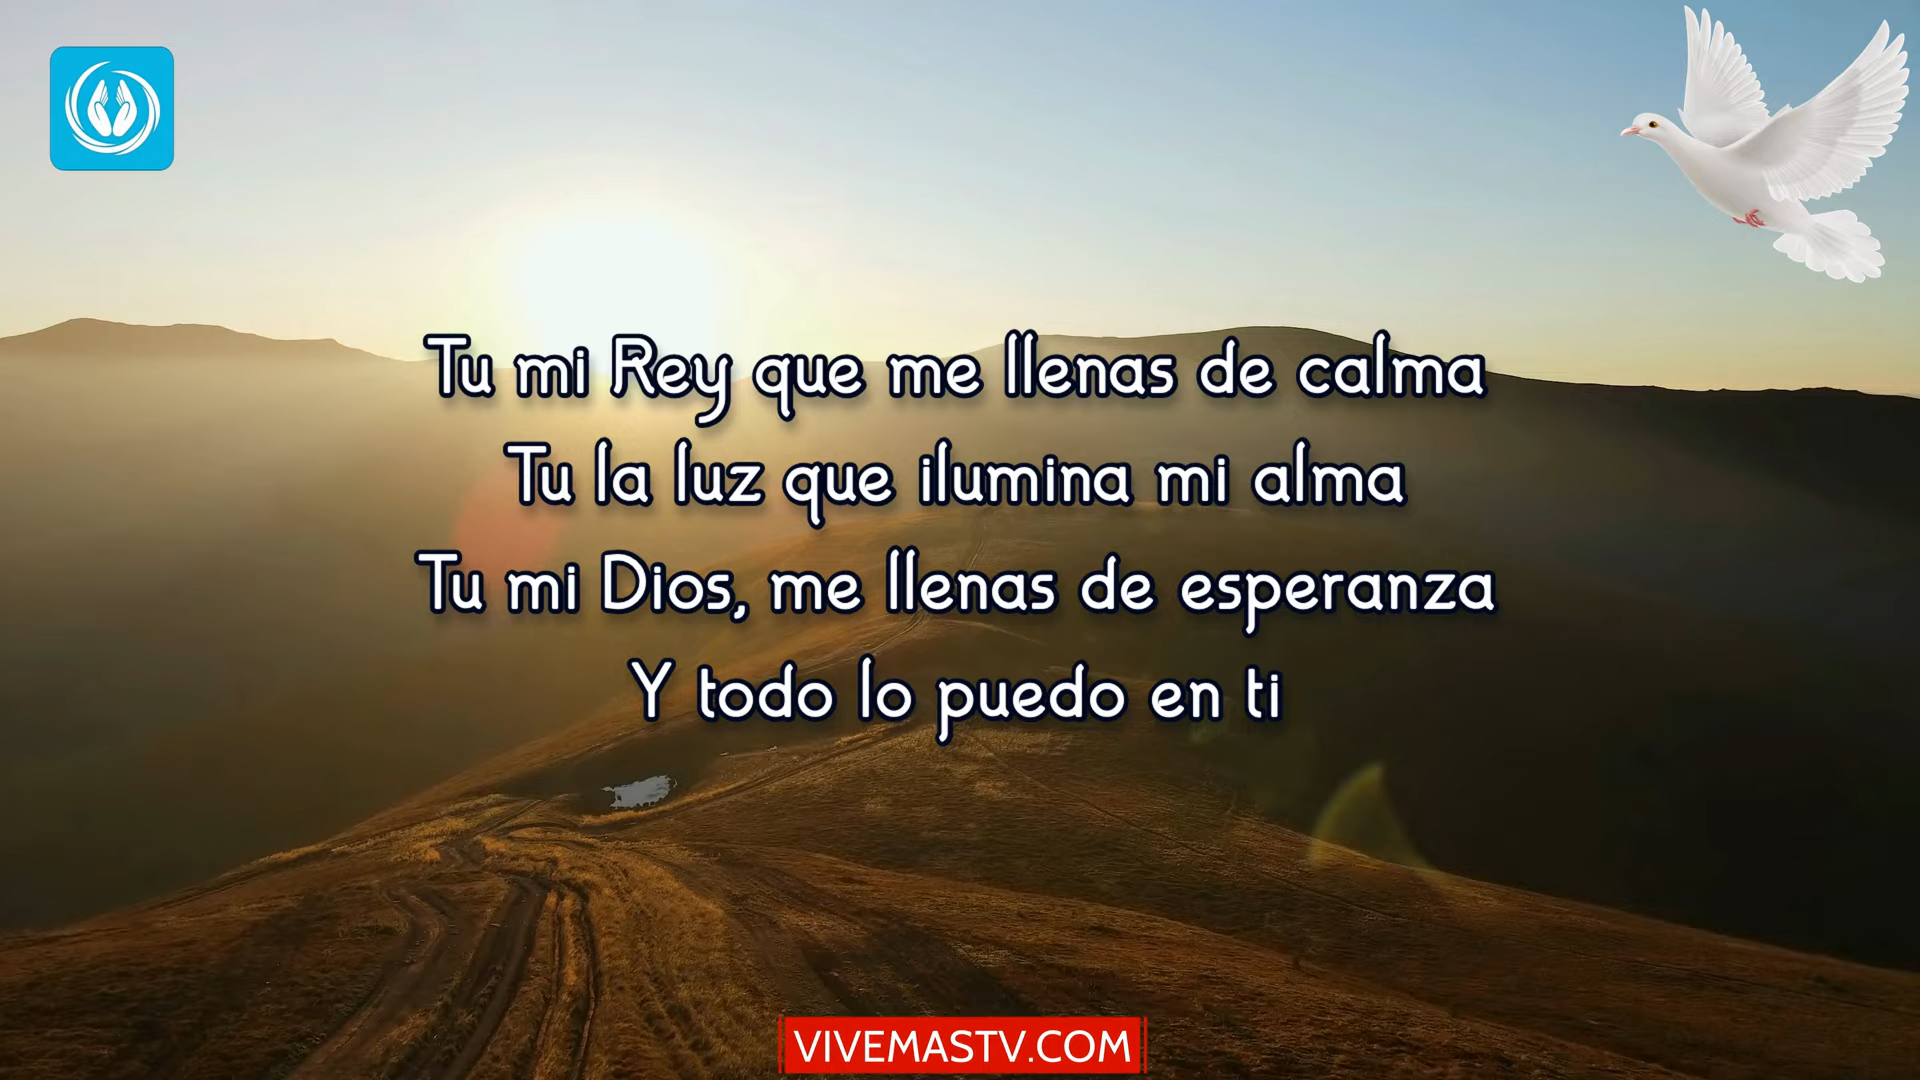 Tu mi Rey que me llenas de calma
Tu la luz que ilumina mi alma
Tu mi Dios, me llenas de esperanza
Y todo lo puedo en ti
VIVEMASTV.COM